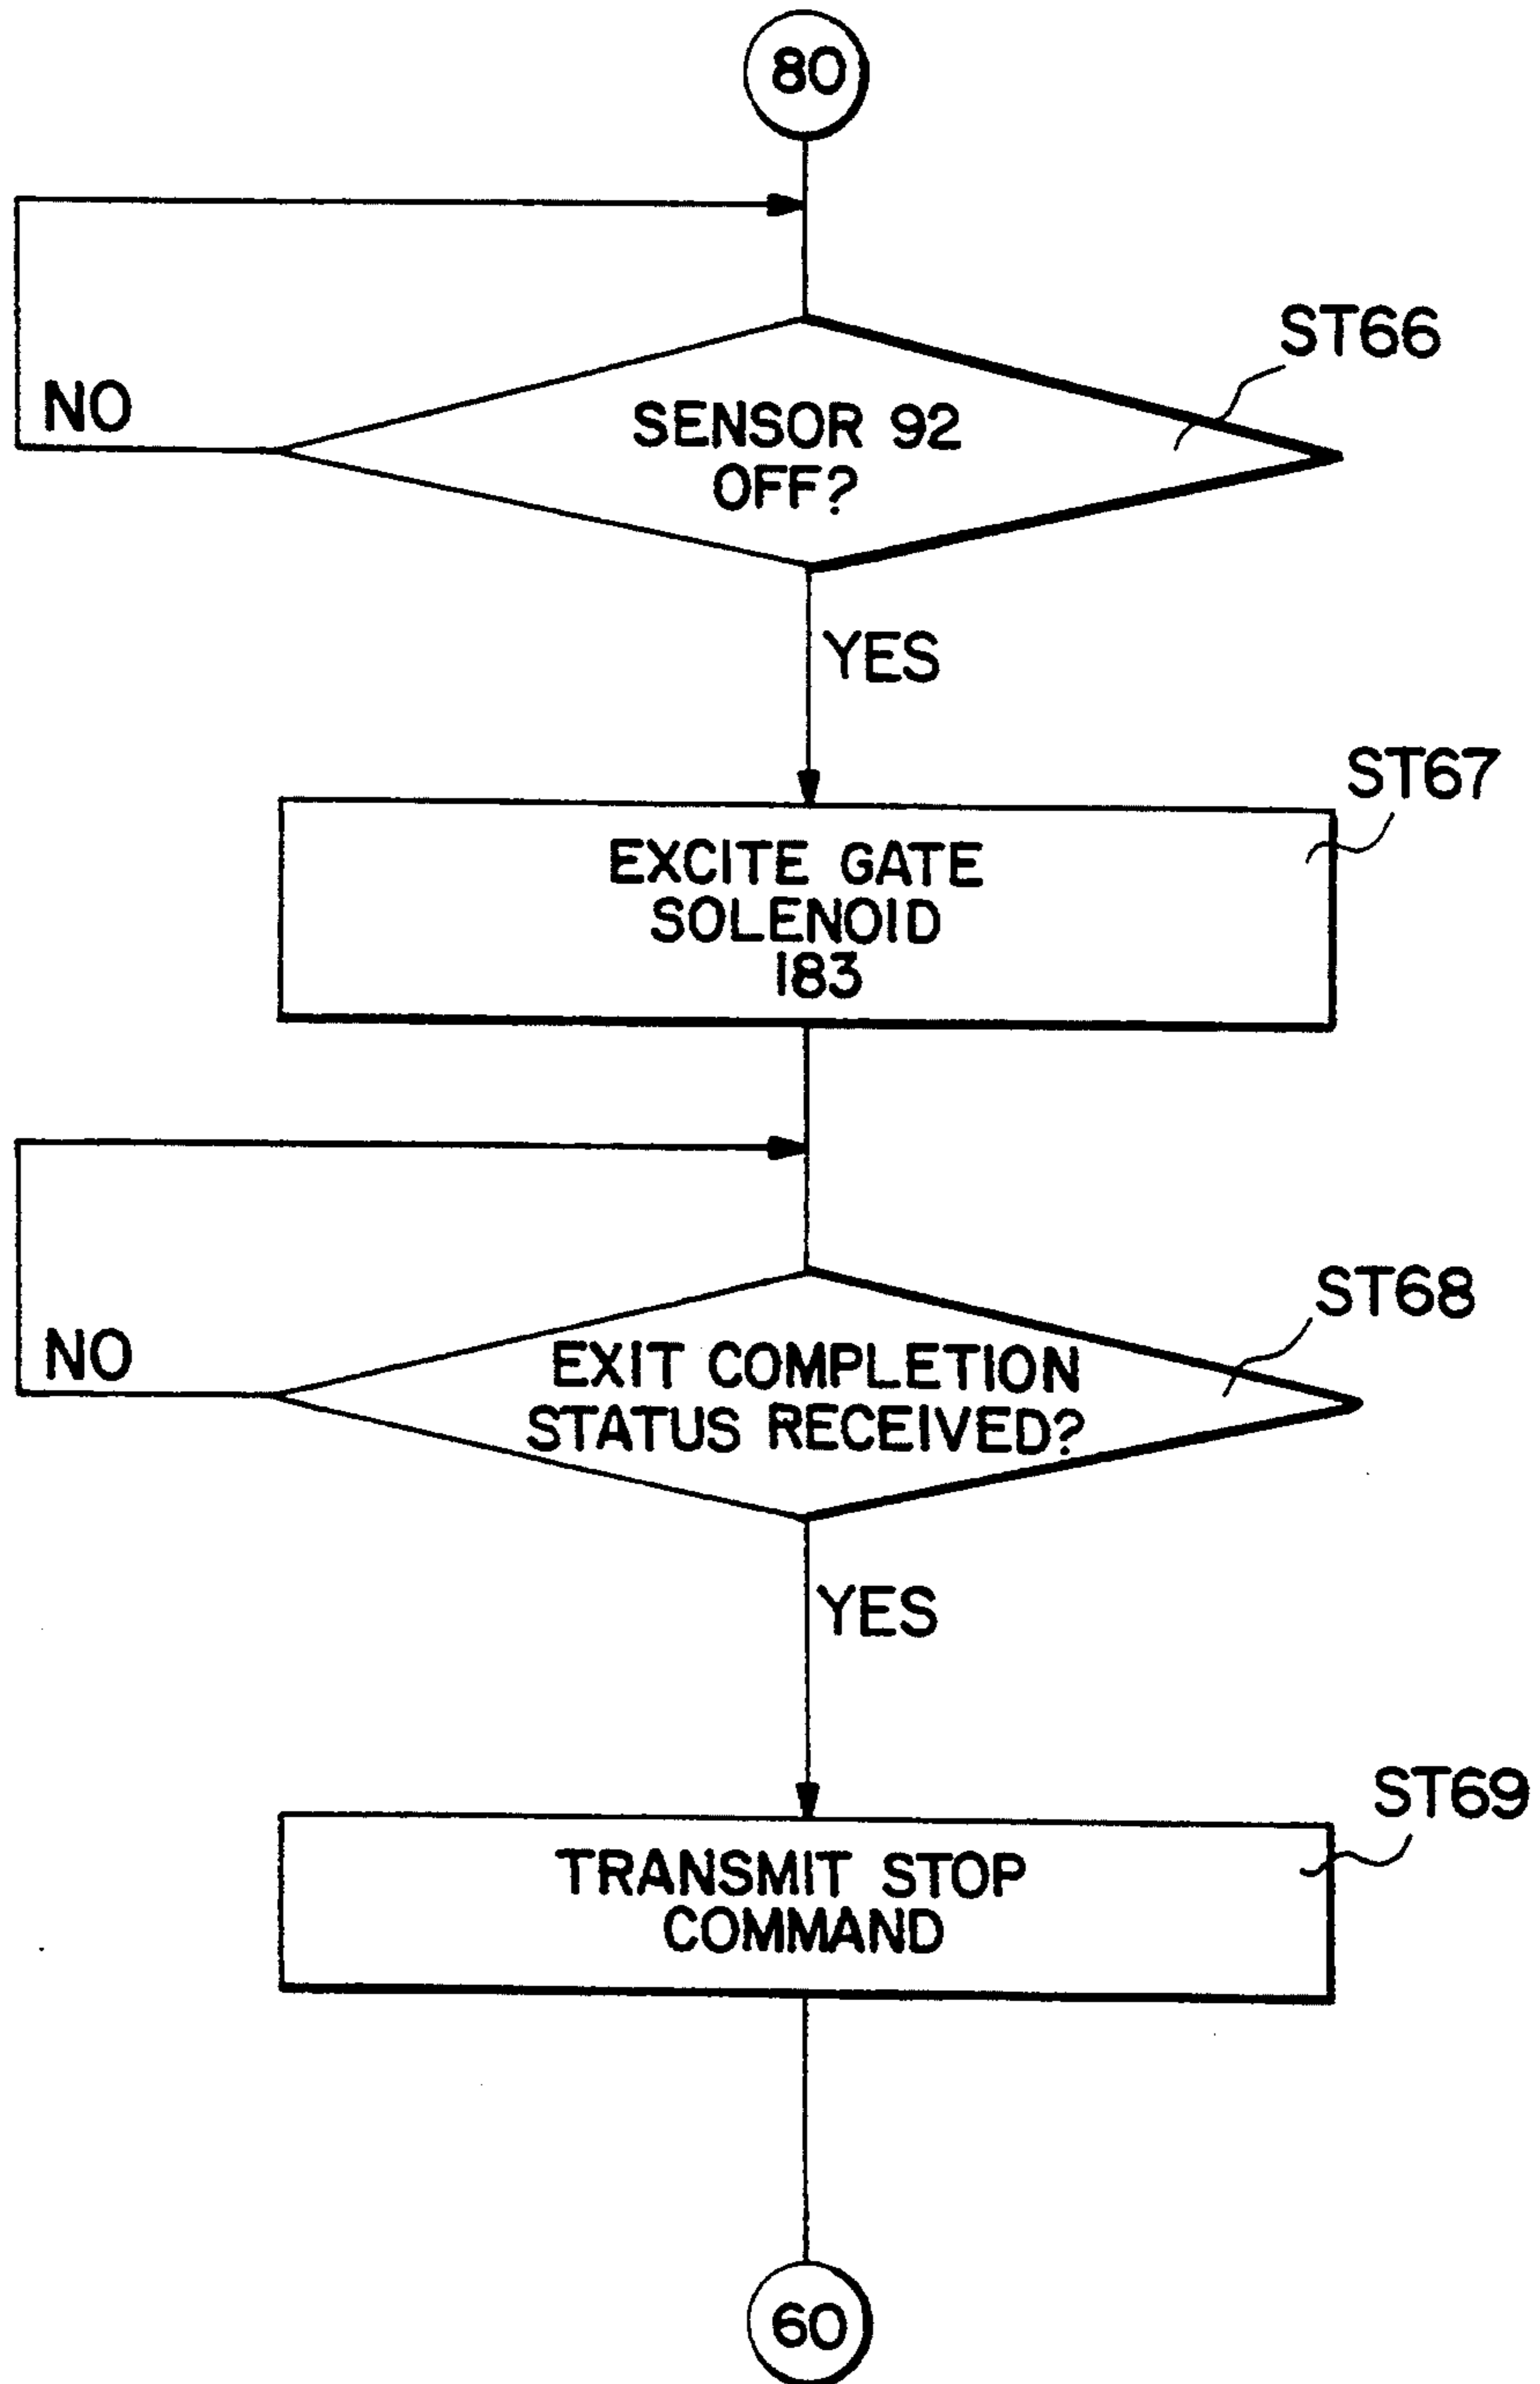 80
ST66
NO
SENSOR 92
OFF?
YES
ST67
EXCITE GATE
SOLENOID
183
ST68
NO
EXIT COMPLETION
STATUS RECEIVED?
YES
ST69
TRANSMIT STOP
COMMAND
60